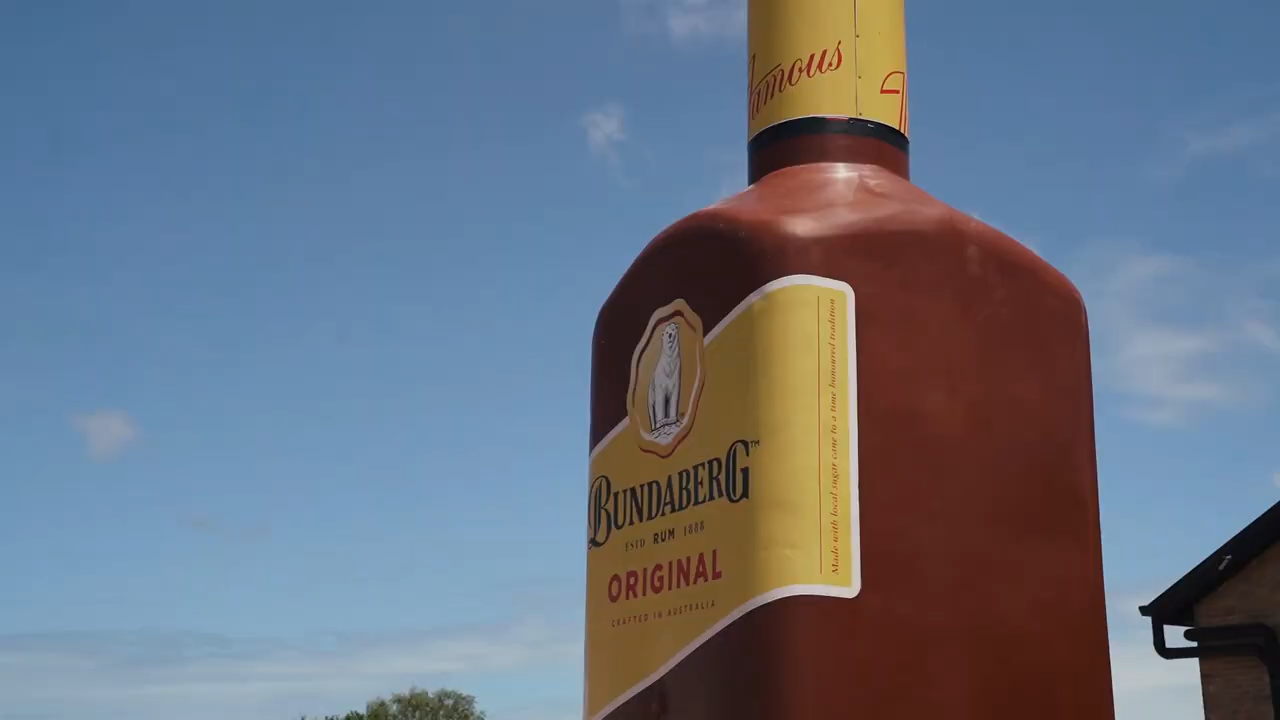 Famous
BUNDABERG™
ESTD RUM 1888
ORIGINAL
CRAFTED IN AUSTRALIA
Made with local sugar cane to a time honoured tradition